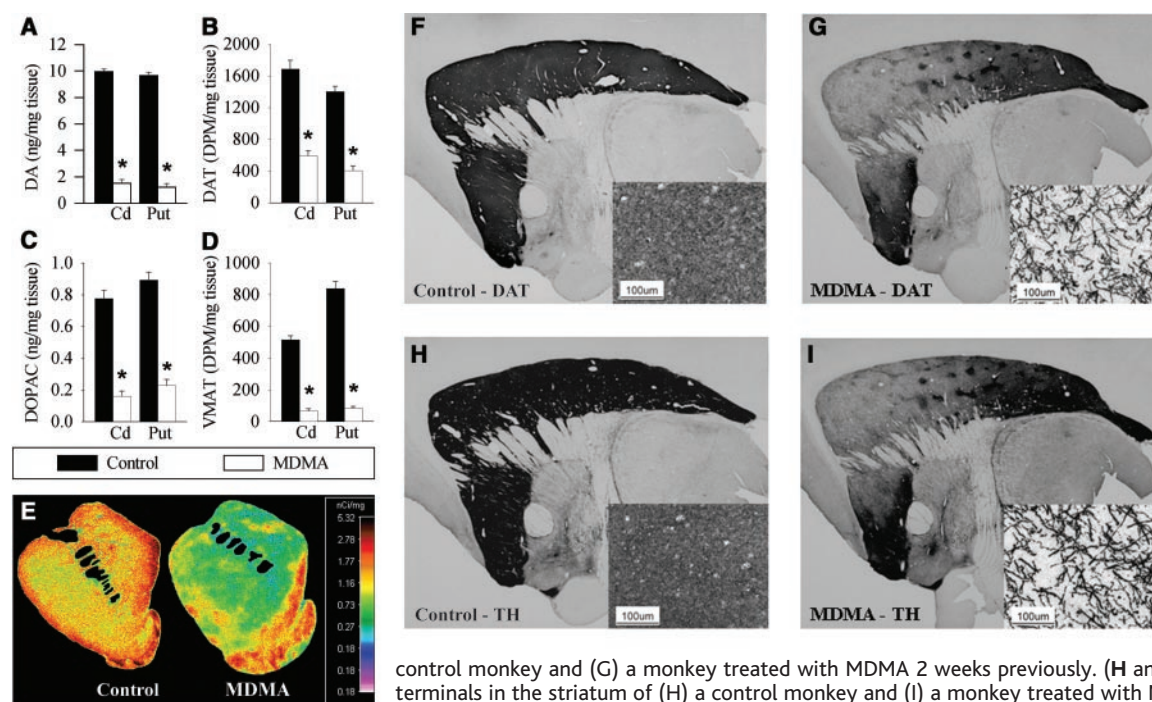 A
DA (ng/mg tissue)
12
10
8
6
4
2
0
*
*
Cd Put
B
DAT (DPM/mg tissue)
2000
1600
1200
800
400
0
*
*
Cd Put
C
DOPAC (ng/mg tissue)
1.0
0.8
0.6
0.4
0.2
0.0
*
*
Cd Put
D
VMAT (DPM/mg tissue)
1000
800
600
400
200
0
*
*
Cd Put
Control MDMA
E
Control MDMA
nCi/mg
5.32
2.78
1.77
1.16
0.73
0.27
0.18
0.18
0.18
F
Control - DAT
100um
G
MDMA - DAT
100um
H
Control - TH
100um
I
MDMA - TH
100um
control monkey and (G) a monkey treated with MDMA 2 weeks previously. (H an
terminals in the striatum of (H) a control monkey and (I) a monkey treated with